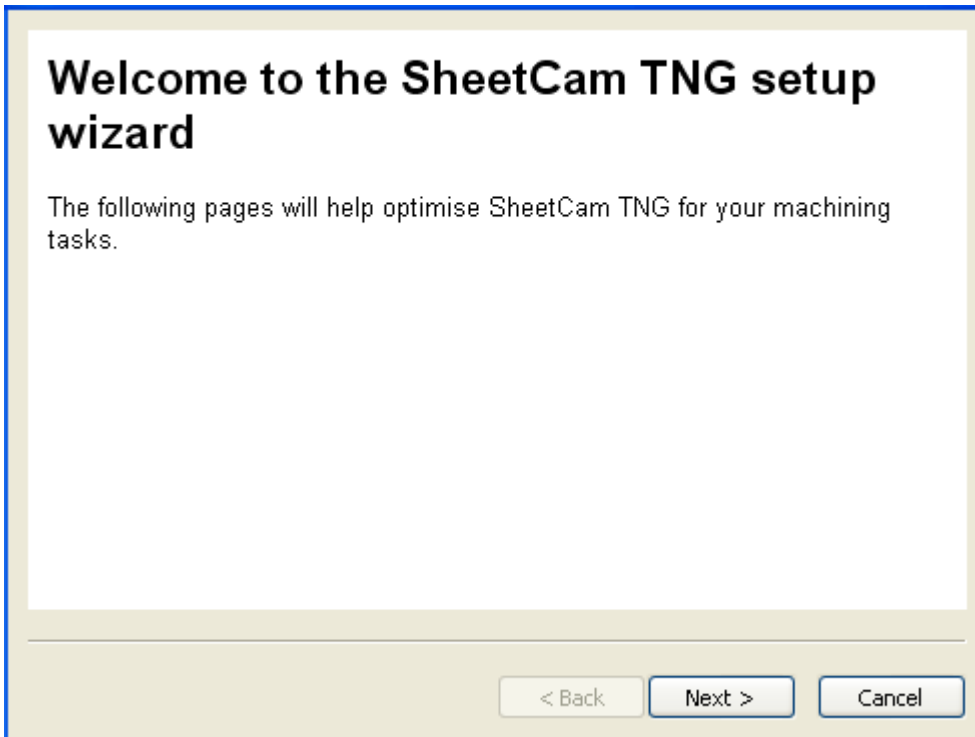 Welcome to the SheetCam TNG setup
wizard
The following pages will help optimise SheetCam TNG for your machining
tasks.
< Back Next > Cancel